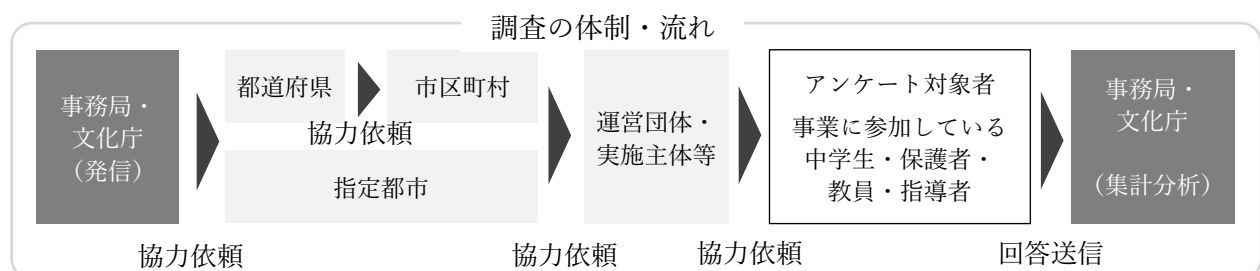 調査の体制・流れ
事務局・
文化庁
（発信）
都道府県
市区町村
協力依頼
指定都市
運営団体・
実施主体等
アンケート対象者
事業に参加している
中学生・保護者・
教員・指導者
事務局・
文化庁
（集計分析）
協力依頼
協力依頼
協力依頼
回答送信